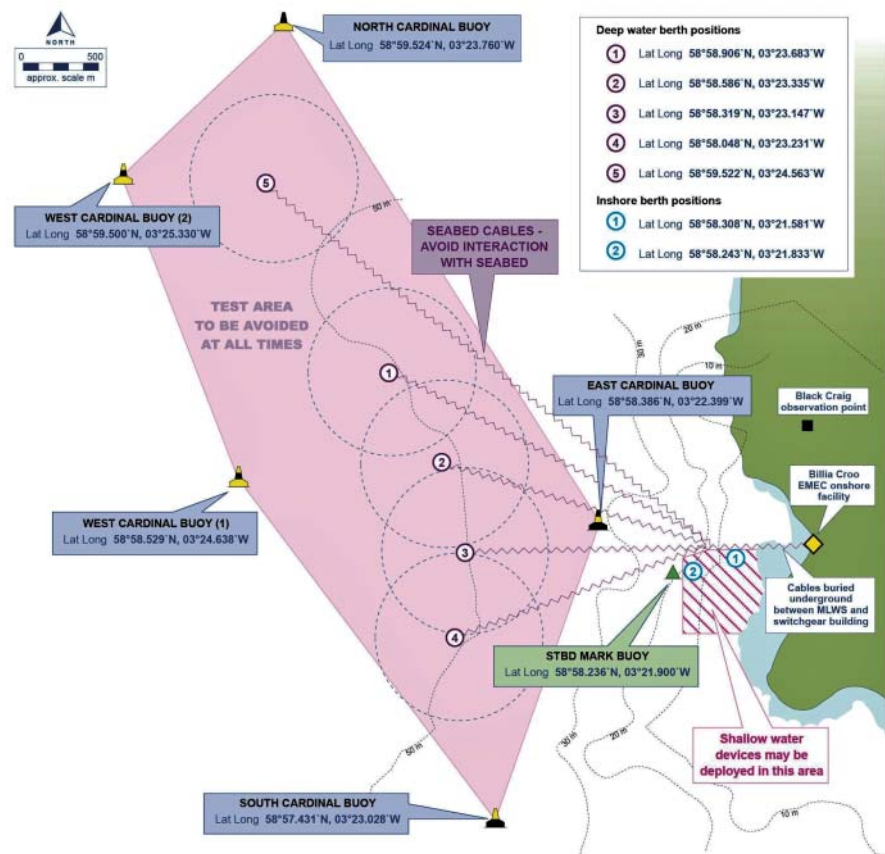 NORTH
0 500
approx. scale m
NORTH CARDINAL BUOY
Lat Long 58°59.524`N, 03°23.760`W
Deep water berth positions
1 Lat Long 58°58.906`N, 03°23.683`W
2 Lat Long 58°58.586`N, 03°23.335`W
3 Lat Long 58°58.319`N, 03°23.147`W
4 Lat Long 58°58.048`N, 03°23.231`W
5 Lat Long 58°59.522`N, 03°24.563`W
Inshore berth positions
1 Lat Long 58°58.308`N, 03°21.581`W
2 Lat Long 58°58.243`N, 03°21.833`W
5
50 m
WEST CARDINAL BUOY (2)
Lat Long 58°59.500`N, 03°25.330`W
SEABED CABLES -
AVOID INTERACTION
WITH SEABED
TEST AREA
TO BE AVOIDED
AT ALL TIMES
20 m
30 m
10 m
1
EAST CARDINAL BUOY
Lat Long 58°58.386`N, 03°22.399`W
Black Craig
observation point
2
Billia Croo
EMEC onshore
facility
WEST CARDINAL BUOY (1)
Lat Long 58°58.529`N, 03°24.638`W
3
1
2
Cables buried
underground
between MLWS and
switchgear building
4
STBD MARK BUOY
Lat Long 58°58.236`N, 03°21.900`W
50 m
30 m
20 m
Shallow water
devices may be
deployed in this area
SOUTH CARDINAL BUOY
Lat Long 58°57.431`N, 03°23.028`W
10 m